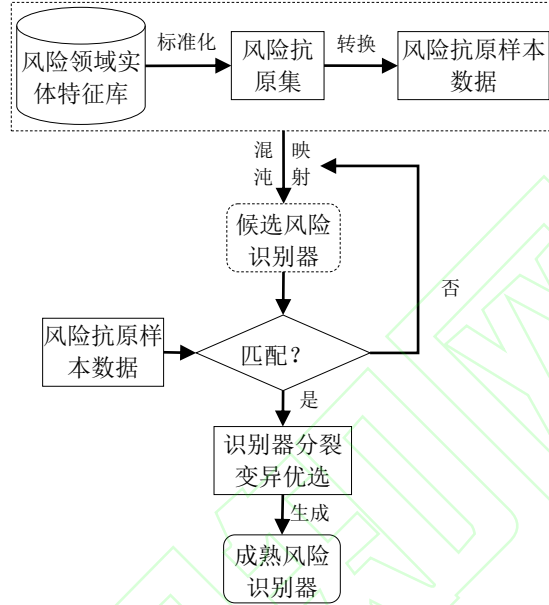 标准化
转换
风险领域实
体特征库
风险抗
原集
风险抗原样本
数据
混 映
沌 射
候选风险
识别器
否
风险抗原样
本数据
匹配?
是
识别器分裂
变异优选
生成
成熟风险
识别器